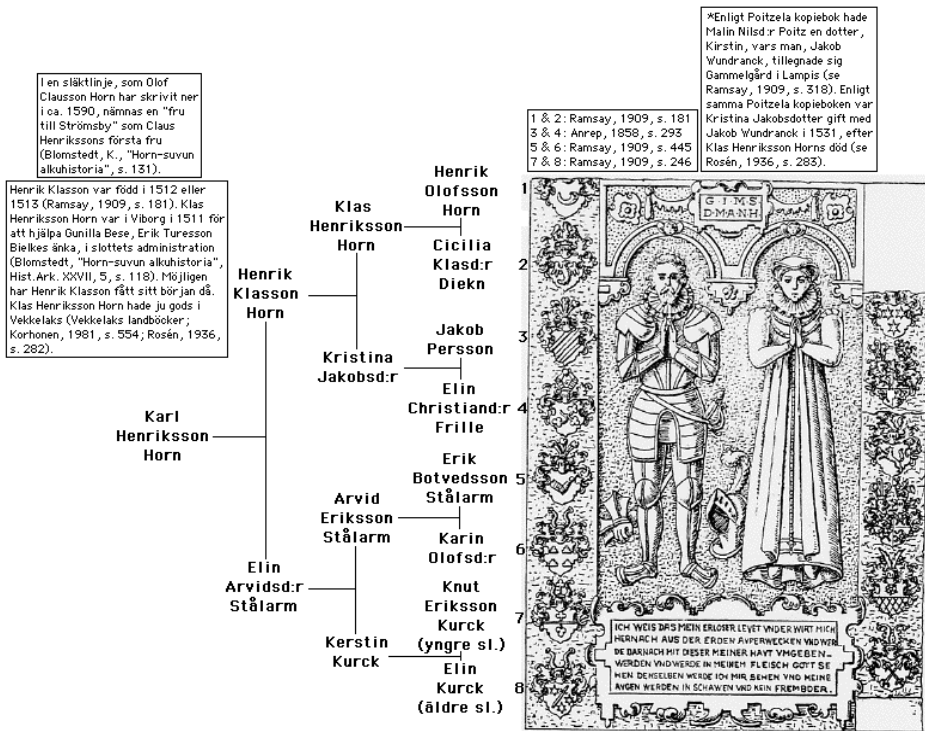 *Enligt Poitzela kopiebok hade
Malin Nilsd:r Poitz en dotter,
Kirstin, vars man, Jakob
Wundranck, tillegnade sig
Gammelgård i Lampis (se
Ramsay, 1909, s. 318). Enligt
samma Poitzela kopieboken var
Kristina Jakobsdotter gift med
Jakob Wundranck i 1531, efter
Klas Henriksson Horns död (se
Rosén, 1936, s. 283).
I en släktlinje, som Olof
Clausson Horn har skrivit ner
i ca. 1590, nämnas en "fru
till Strömsby" som Claus
Henrikssons första fru
(Blomstedt, K., "Horn-suvun
alkuhistoria", s. 131).
1 & 2: Ramsay, 1909, s. 181
3 & 4: Anrep, 1858, s. 293
5 & 6: Ramsay, 1909, s. 445
7 & 8: Ramsay, 1909, s. 246
Henrik Klasson var född i 1512 eller
1513 (Ramsay, 1909, s. 181). Klas
Henriksson Horn var i Viborg i 1511 för
att hjälpa Gunilla Bese, Erik Turesson
Bielkes änka, i slottets administration
(Blomstedt, "Horn-suvun alkuhistoria",
Hist.Ark. XXVII, 5, s. 118). Möjligen
har Henrik Klasson fått sitt början då.
Klas Henriksson Horn hade ju gods i
Vekkelaks (Vekkelaks landböcker;
Korhonen, 1981, s. 554; Rosén, 1936,
s. 282).
Karl
Henriksson
Horn
Henrik
Klasson
Horn
Elin
Arvidsd:r
Stålarm
Klas
Henriksson
Horn
Kristina
Jakobsd:r
Arvid
Eriksson
Stålarm
Kerstin
Kurck
Henrik
Olofsson
Horn
Cicilia
Klasd:r
Diekn
Jakob
Persson
Elin
Christiand:r
Frille
Erik
Botvedsson
Stålarm
Karin
Olofsd:r
Knut
Eriksson
Kurck
(yngre sl.)
Elin
Kurck
(äldre sl.)
1
2
3
4
5
6
7
8
G·I·M·S
D·M·A·N·H
ICH WEIS DAS MEIN ERLOSER LEVET VNDER WIRT MICH
HERNACH AUS DER ERDEN AVFERWECKEN VND WER
DE DARNACH MIT DIESER MEINER HAVT VMGEBEN-
WERDEN VND WERDE IN MEINEM FLEISCH GOTT SE
HEN DENSELBEN WERDE ICH MIR SEHEN VND MEINE
AVGEN WERDEN IN SCHAWEN VND KEIN FREMBDER.